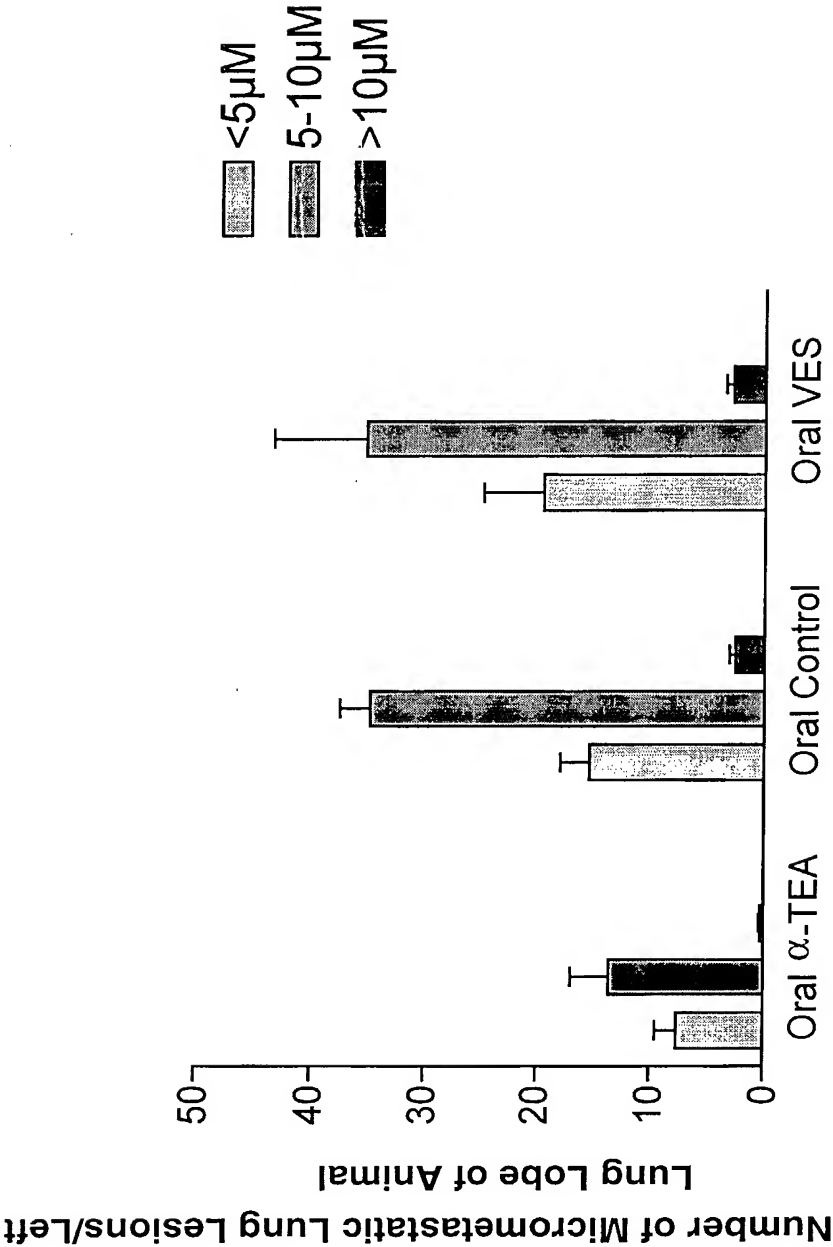 Number of Micrometastatic Lung Lesions/Left
Lung Lobe of Animal
50
40
30
20
10
0
Oral α-TEA
Oral Control
Oral VES
<5μM
5-10μM
>10μM